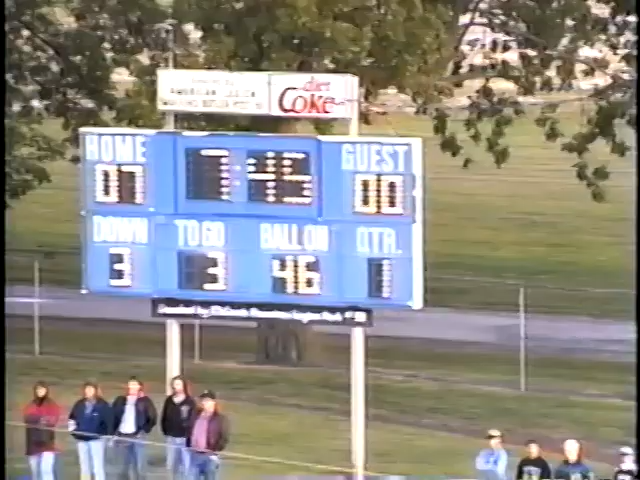 AMERICAN LEGION
diet
Coke
HOME GUEST
07 7:45 00
DOWN TO GO BALL ON QTR.
3 3 46 1